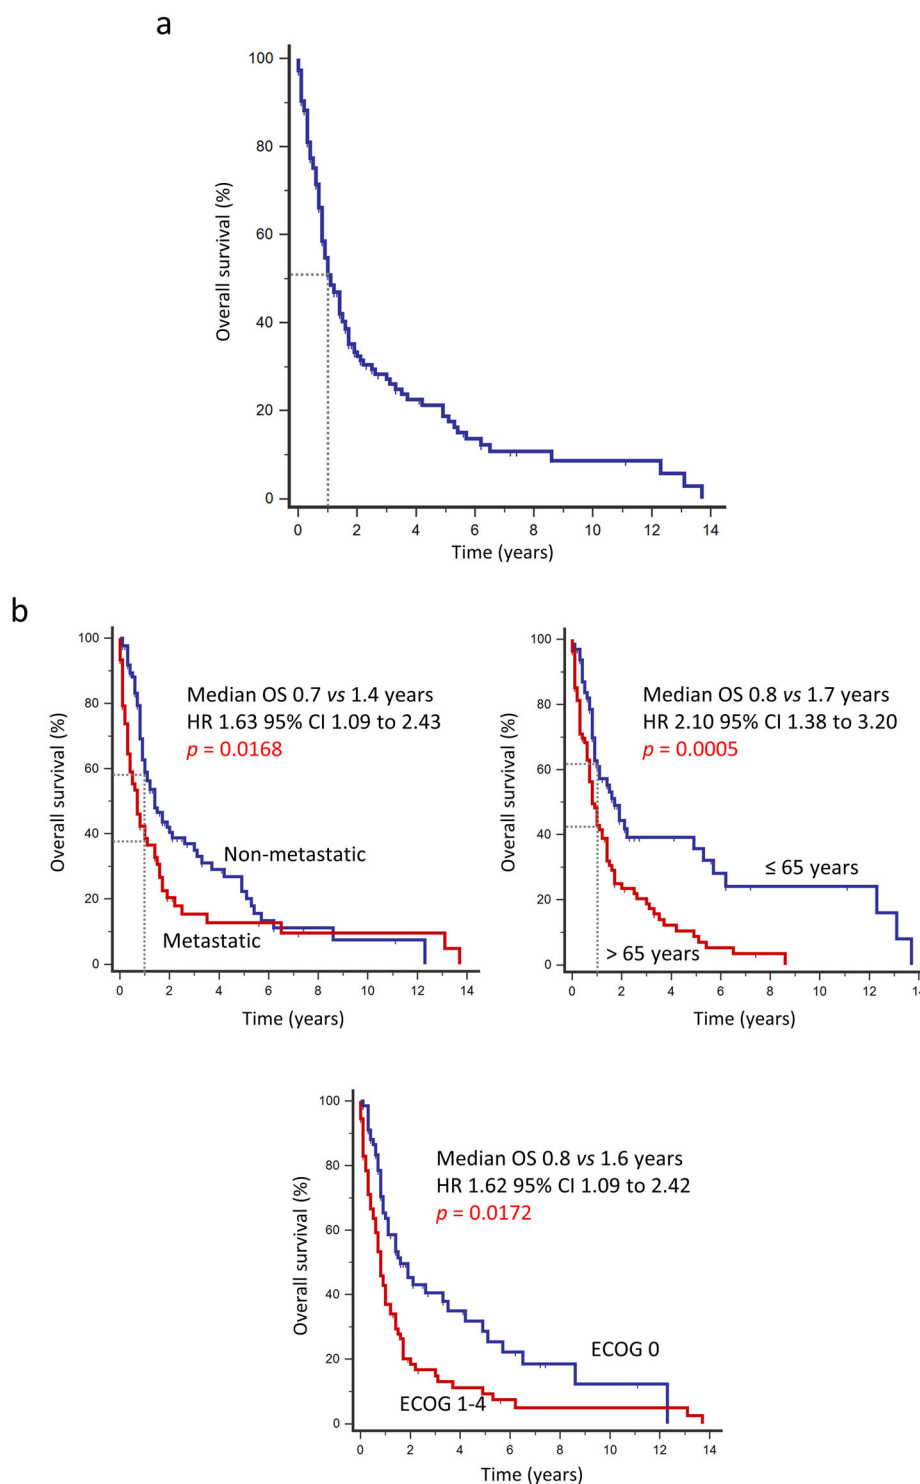 a
Overall survival (%)
100
80
60
40
20
0
0 2 4 6 8 10 12 14
Time (years)
b
Overall survival (%)
100
80
60
40
20
0
Median OS 0.7 vs 1.4 years
HR 1.63 95% CI 1.09 to 2.43
p = 0.0168
Non-metastatic
Metastatic
0 2 4 6 8 10 12 14
Time (years)
Overall survival (%)
100
80
60
40
20
0
Median OS 0.8 vs 1.7 years
HR 2.10 95% CI 1.38 to 3.20
p = 0.0005
≤ 65 years
> 65 years
0 2 4 6 8 10 12 14
Time (years)
Overall survival (%)
100
80
60
40
20
0
Median OS 0.8 vs 1.6 years
HR 1.62 95% CI 1.09 to 2.42
p = 0.0172
ECOG 0
ECOG 1-4
0 2 4 6 8 10 12 14
Time (years)